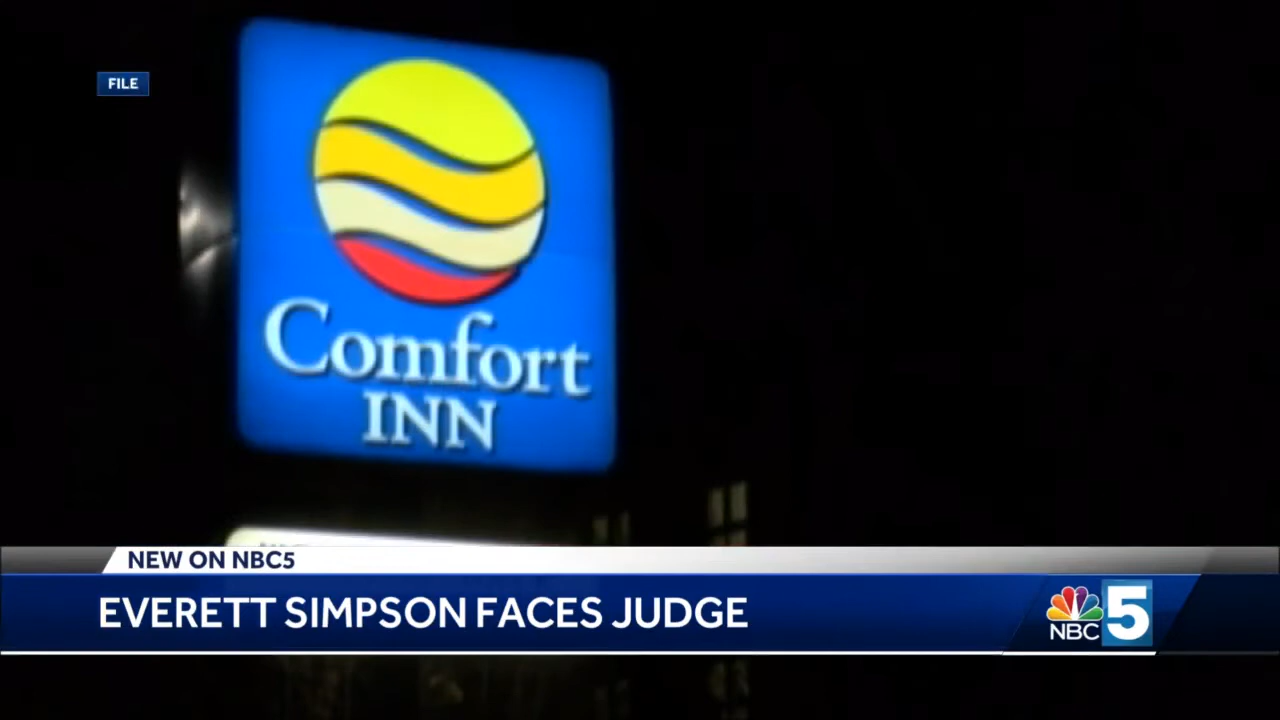 FILE
Comfort
INN
NEW ON NBC5
EVERETT SIMPSON FACES JUDGE
NBC 5